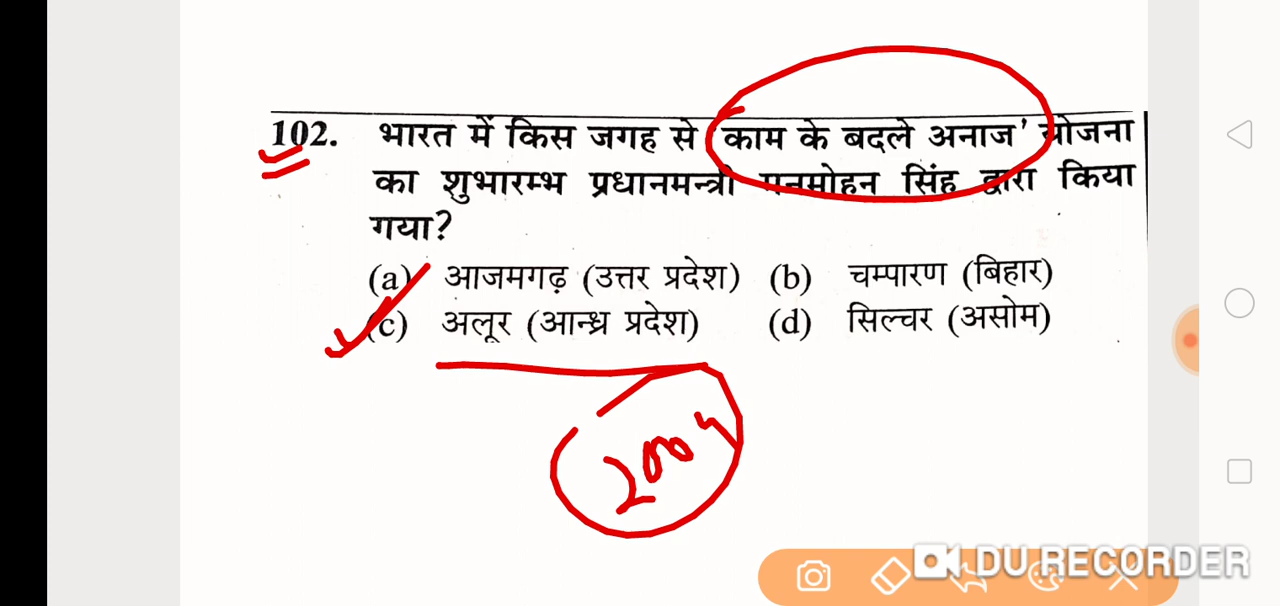 102. भारत में किस जगह से 'काम के बदले अनाज' योजना
का शुभारम्भ प्रधानमन्त्री मनमोहन सिंह द्वारा किया
गया?
(a) आजमगढ़ (उत्तर प्रदेश) (b) चम्पारण (बिहार)
(c) अलूर (आन्ध्र प्रदेश) (d) सिल्चर (असोम)
2004
DU RECORDER